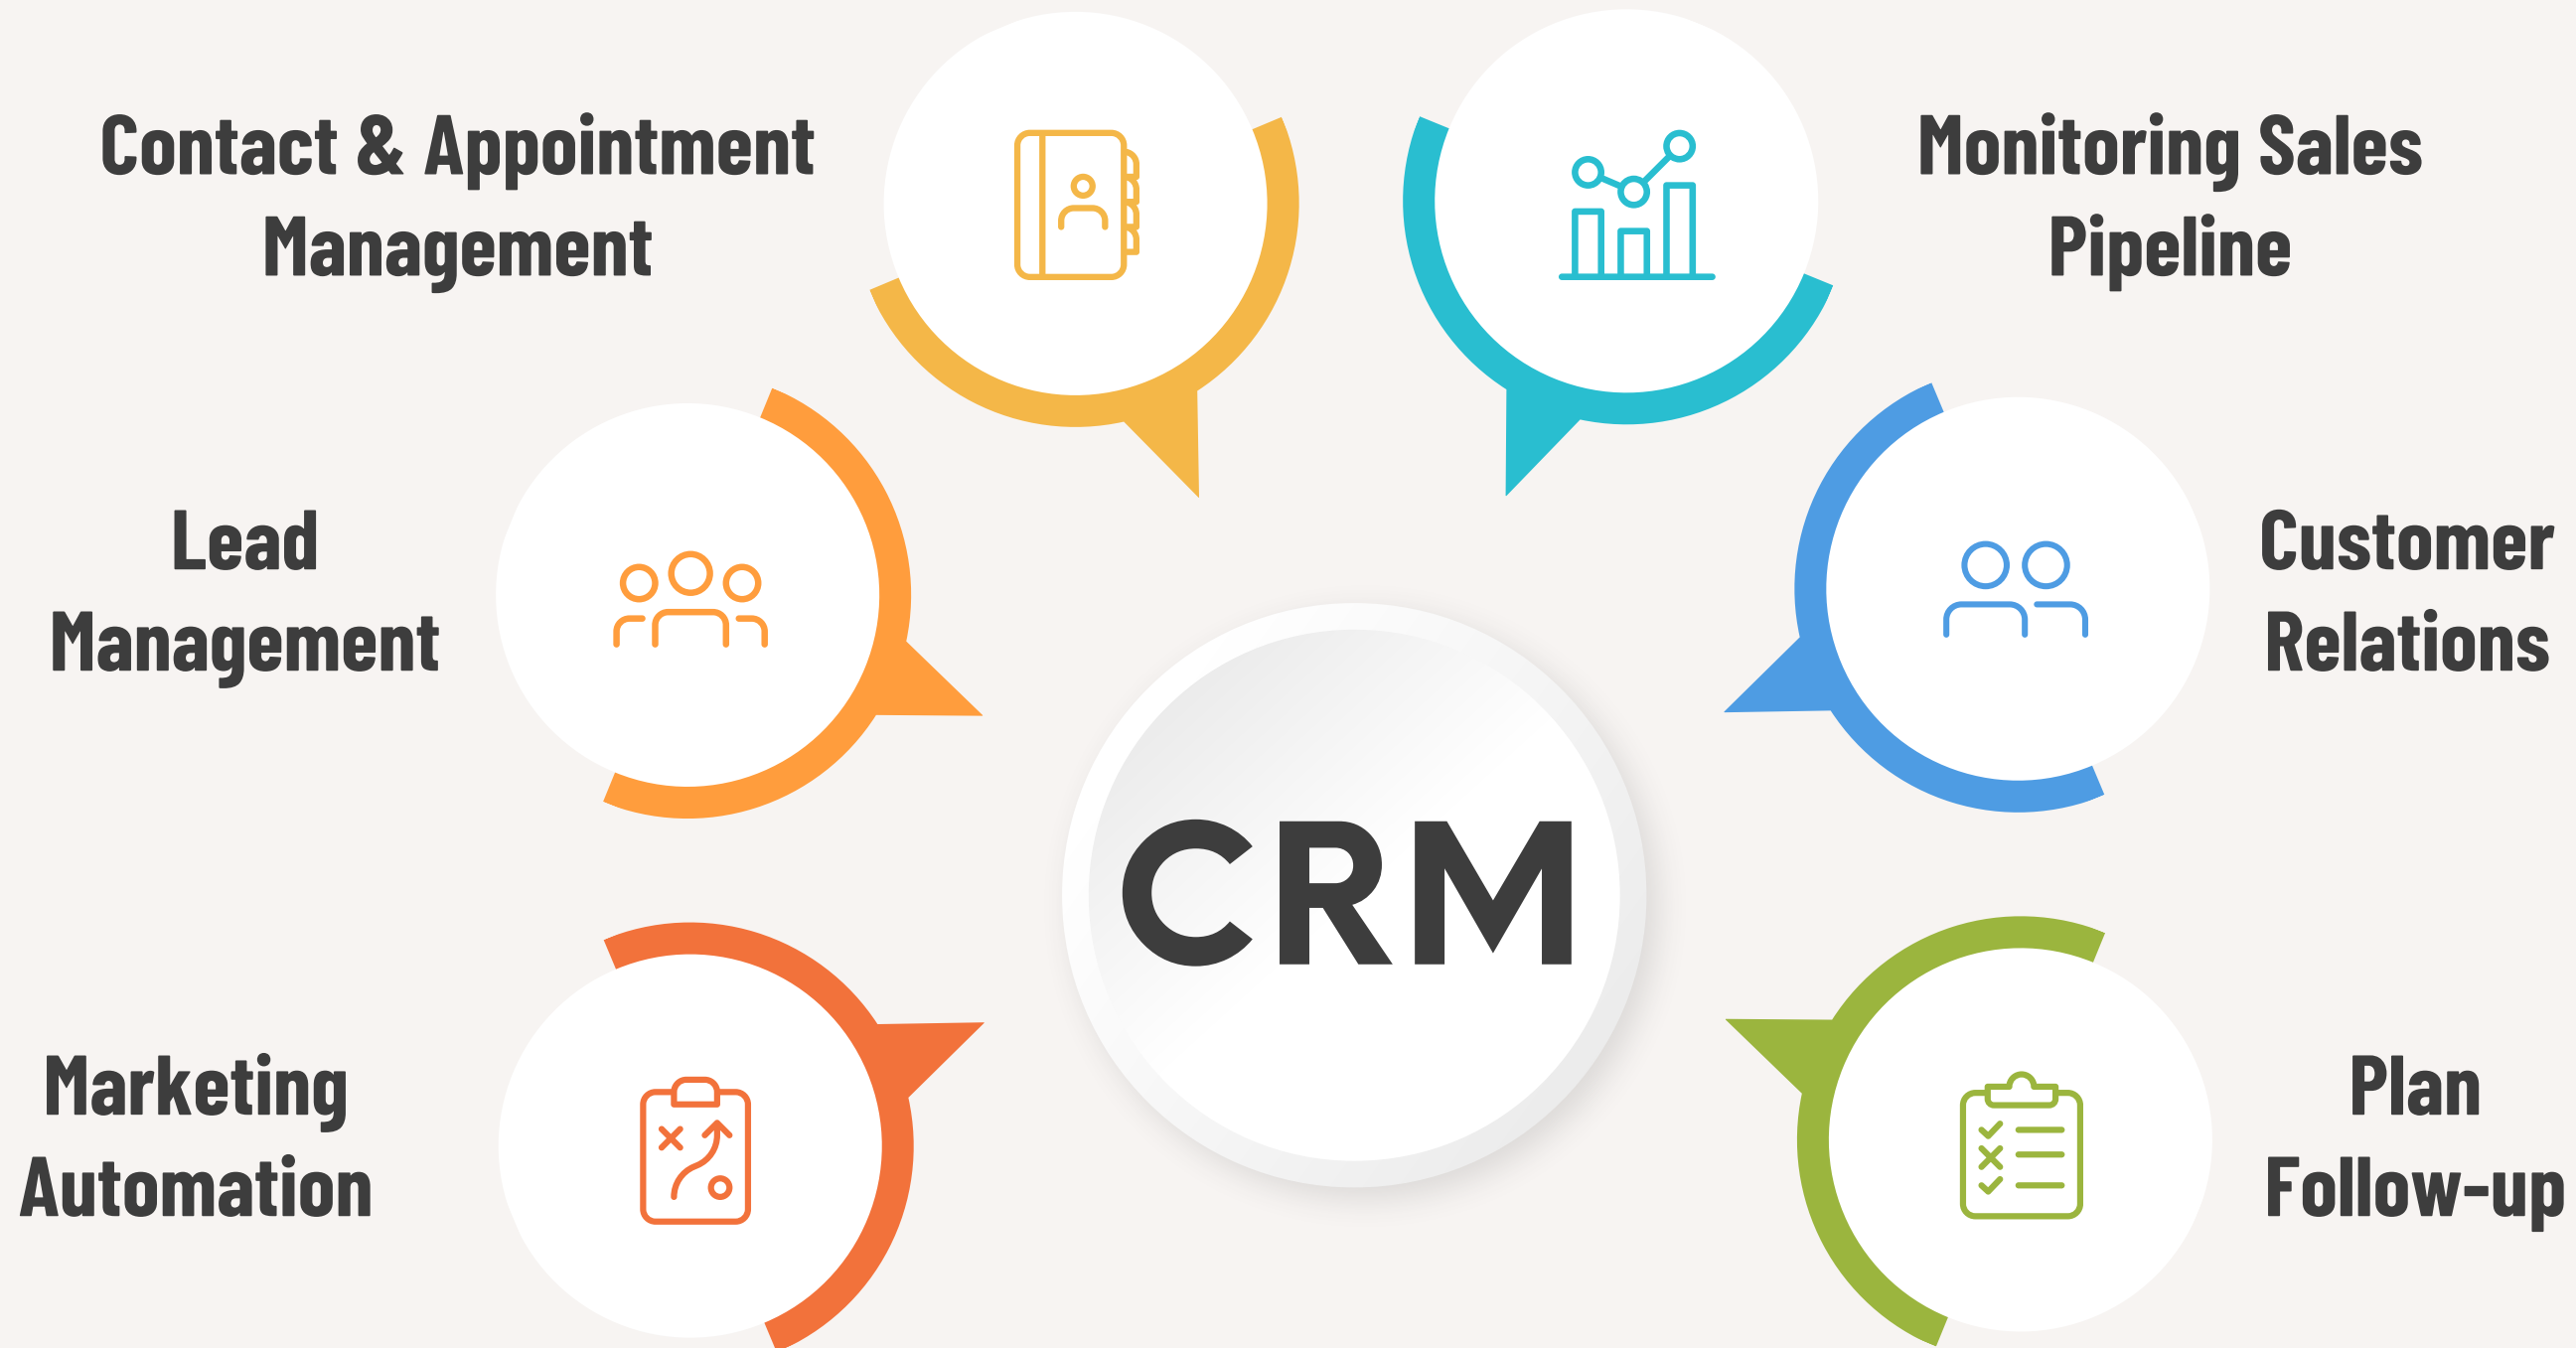 Contact & Appointment
Management
Monitoring Sales
Pipeline
Lead
Management
Customer
Relations
CRM
Marketing
Automation
Plan
Follow-up